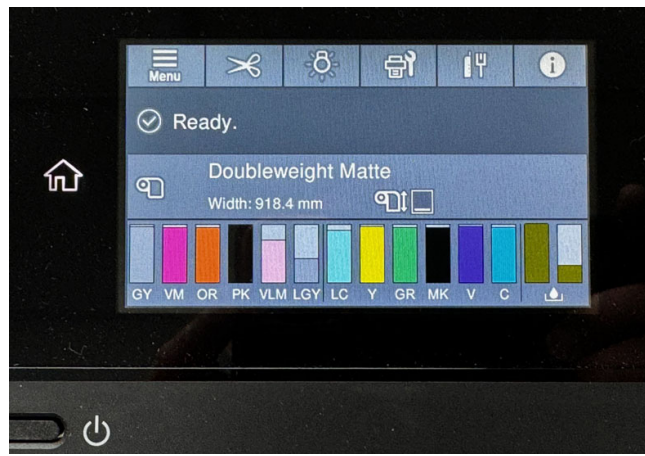 Menu
Ready.
Doubleweight Matte
Width: 918.4 mm
GY VM OR PK VLM LGY LC Y GR MK V C